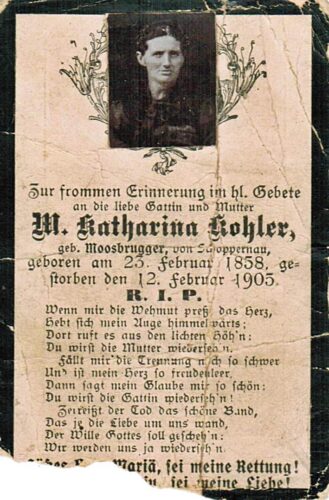 Zur frommen Erinnerung im hl. Gebete
an die liebe Gattin und Mutter
M. Katharina Kohler,
geb. Moosbrugger, von Schoppernau,
geboren am 23. Februar 1858, ge-
storben den 12. Februar 1905.
R. I. P.
Wenn mir die Wehmut preß das Herz,
Hebt sich mein Auge himmelwärts;
Dort ruft es aus den lichten Höh'n:
Du wirst die Mutter wiederseh'n.
Fällt mir die Trennung noch so schwer
Und ist mein Herz so freudenleer,
Dann sagt mein Glaube mir so schön:
Du wirst die Gattin wiederseh'n!
Zerreißt der Tod das schöne Band,
Das je die Liebe um uns wand,
Der Wille Gottes soll gescheh'n:
Wir werden uns ja wiederseh'n.
Mariä, sei meine Rettung!
sei meine Liebe!